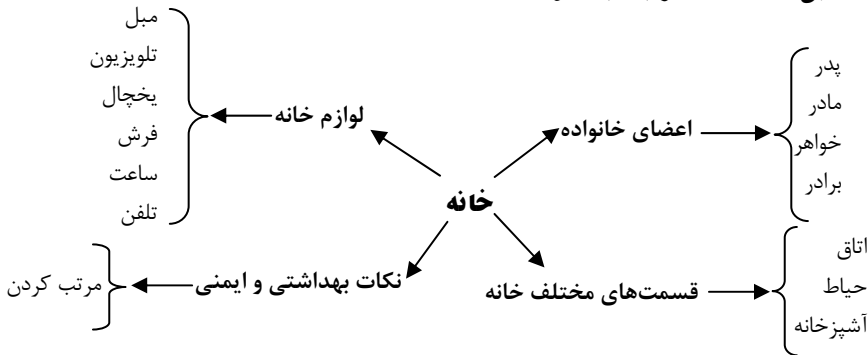 پدر
مادر
خواهر
برادر
اعضای خانواده
مبل
تلویزیون
یخچال
فرش
ساعت
تلفن
لوازم خانه
خانه
اتاق
حیاط
آشپزخانه
قسمت‌های مختلف خانه
نکات بهداشتی و ایمنی
مرتب کردن